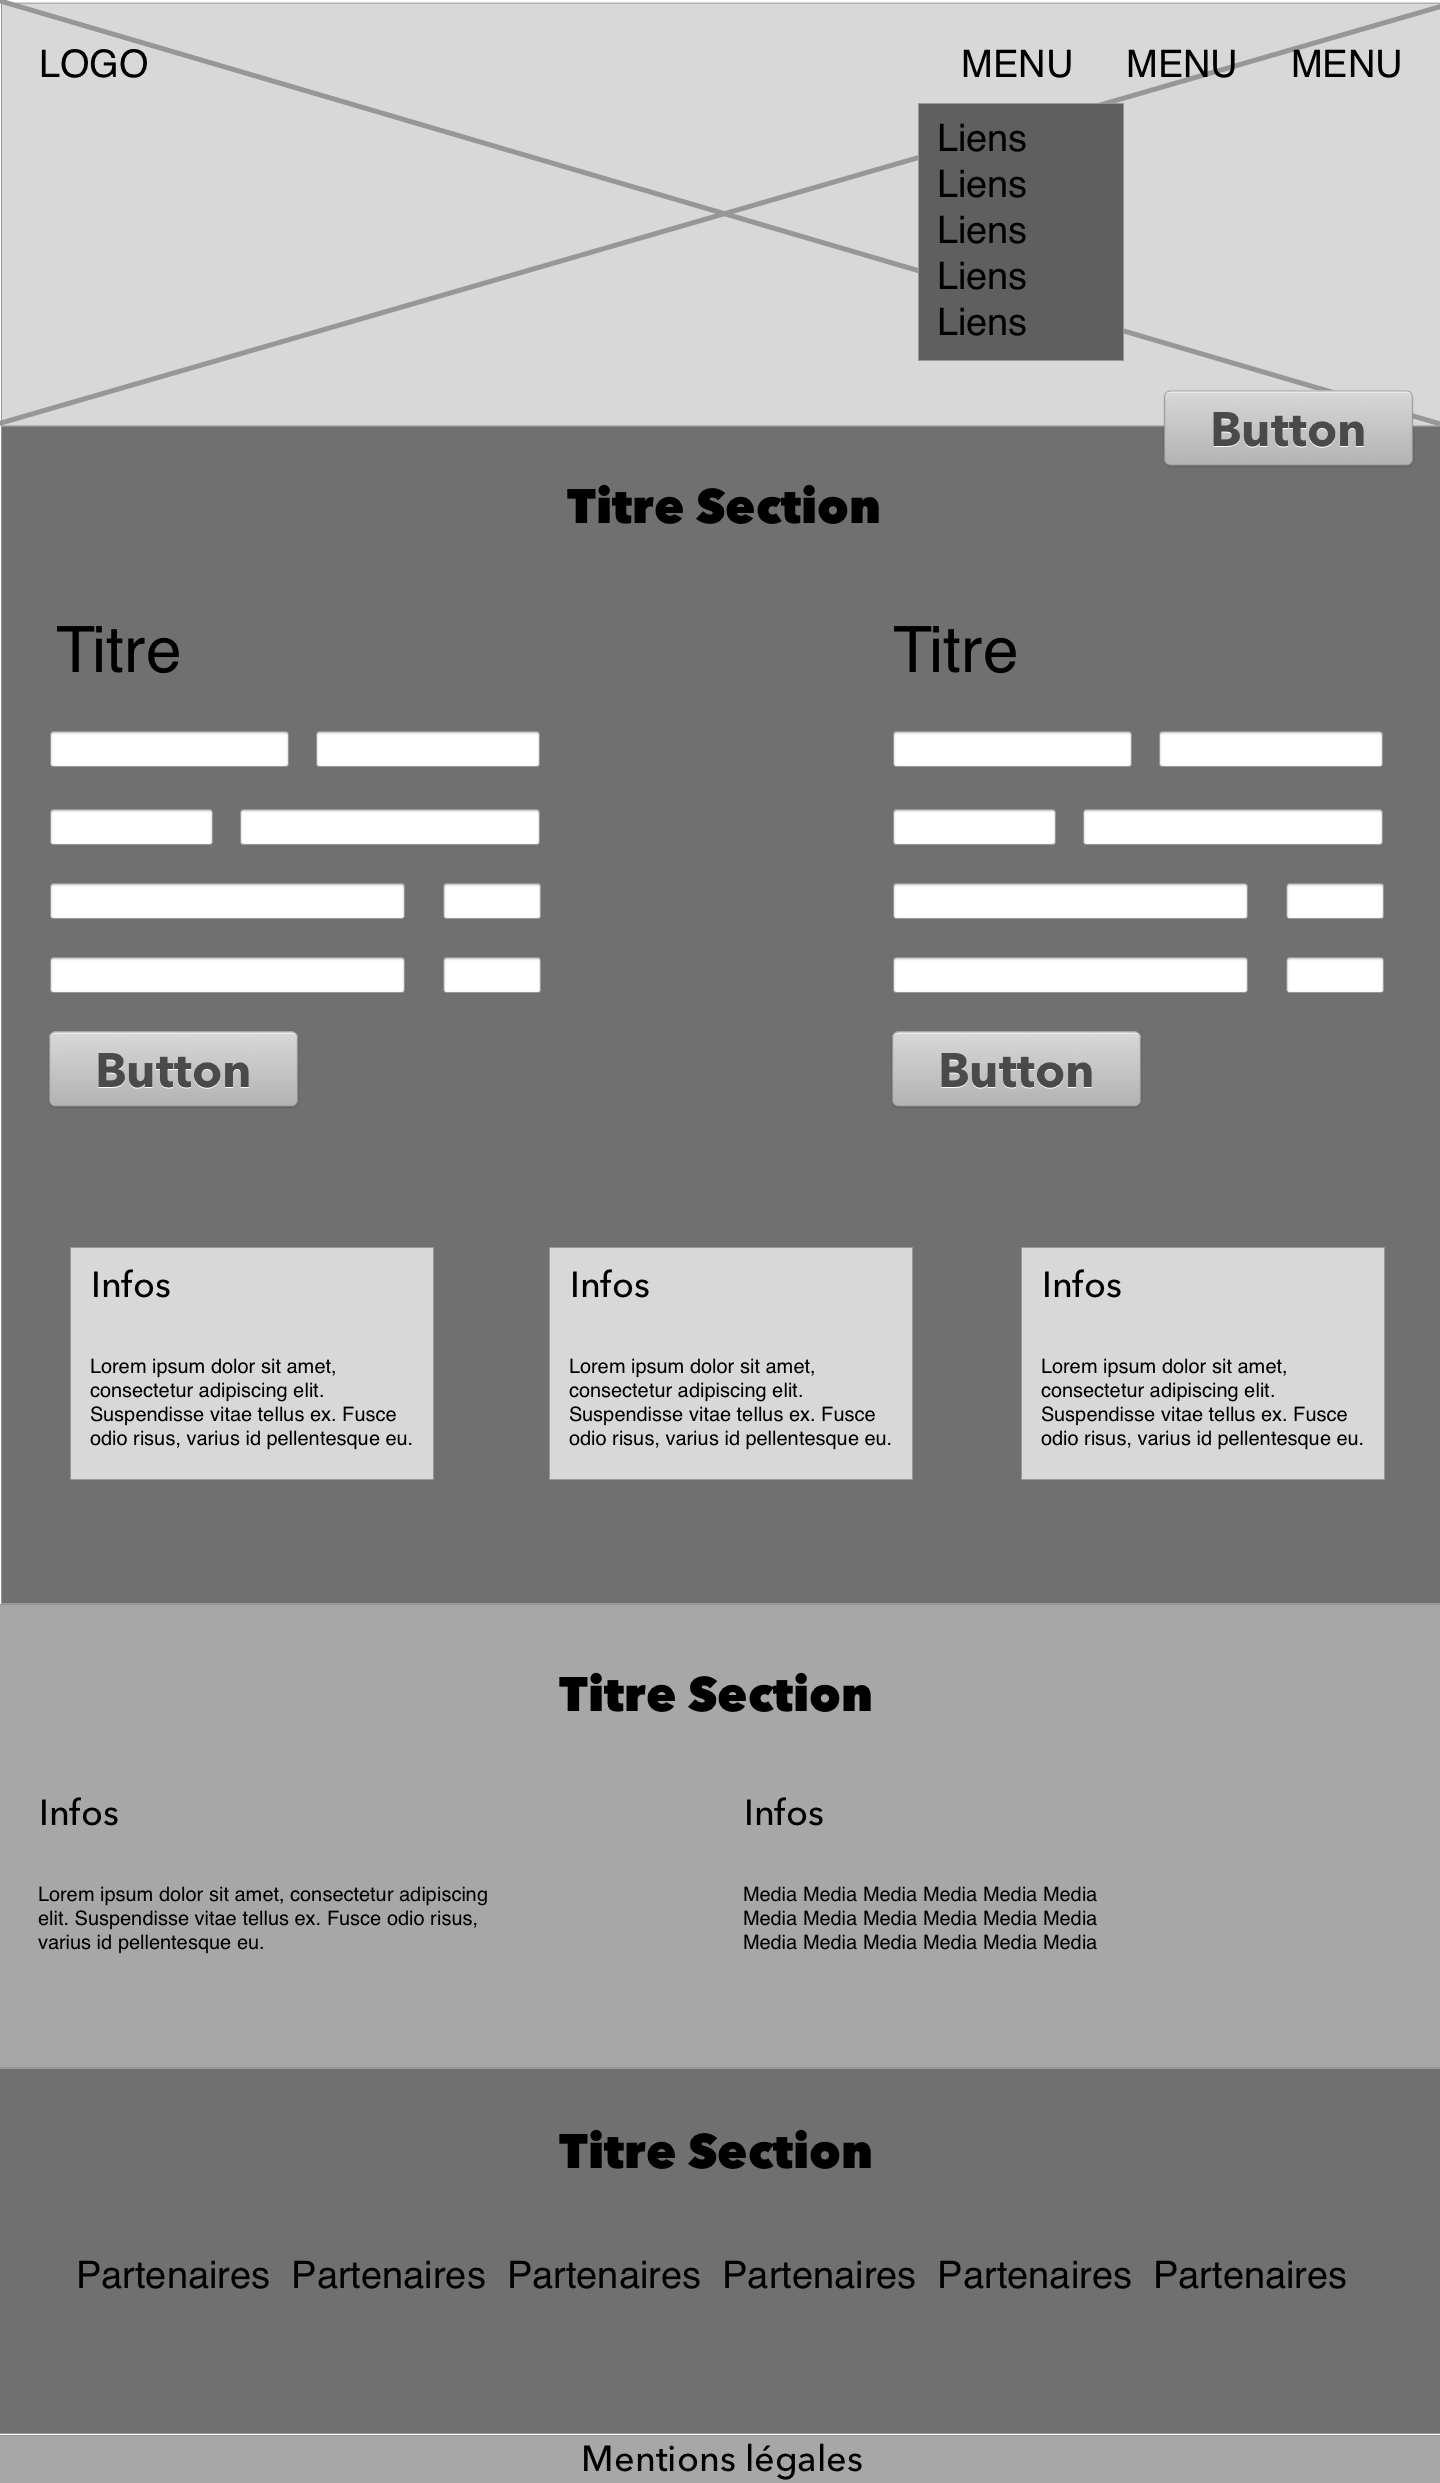 LOGO MENU MENU MENU
Liens
Liens
Liens
Liens
Liens
Button
Titre Section
Titre Titre
Button Button
Infos
Lorem ipsum dolor sit amet,
consectetur adipiscing elit.
Suspendisse vitae tellus ex. Fusce
odio risus, varius id pellentesque eu.
Infos
Lorem ipsum dolor sit amet,
consectetur adipiscing elit.
Suspendisse vitae tellus ex. Fusce
odio risus, varius id pellentesque eu.
Infos
Lorem ipsum dolor sit amet,
consectetur adipiscing elit.
Suspendisse vitae tellus ex. Fusce
odio risus, varius id pellentesque eu.
Titre Section
Infos
Lorem ipsum dolor sit amet, consectetur adipiscing
elit. Suspendisse vitae tellus ex. Fusce odio risus,
varius id pellentesque eu.
Infos
Media Media Media Media Media Media
Media Media Media Media Media Media
Media Media Media Media Media Media
Titre Section
Partenaires Partenaires Partenaires Partenaires Partenaires Partenaires
Mentions légales